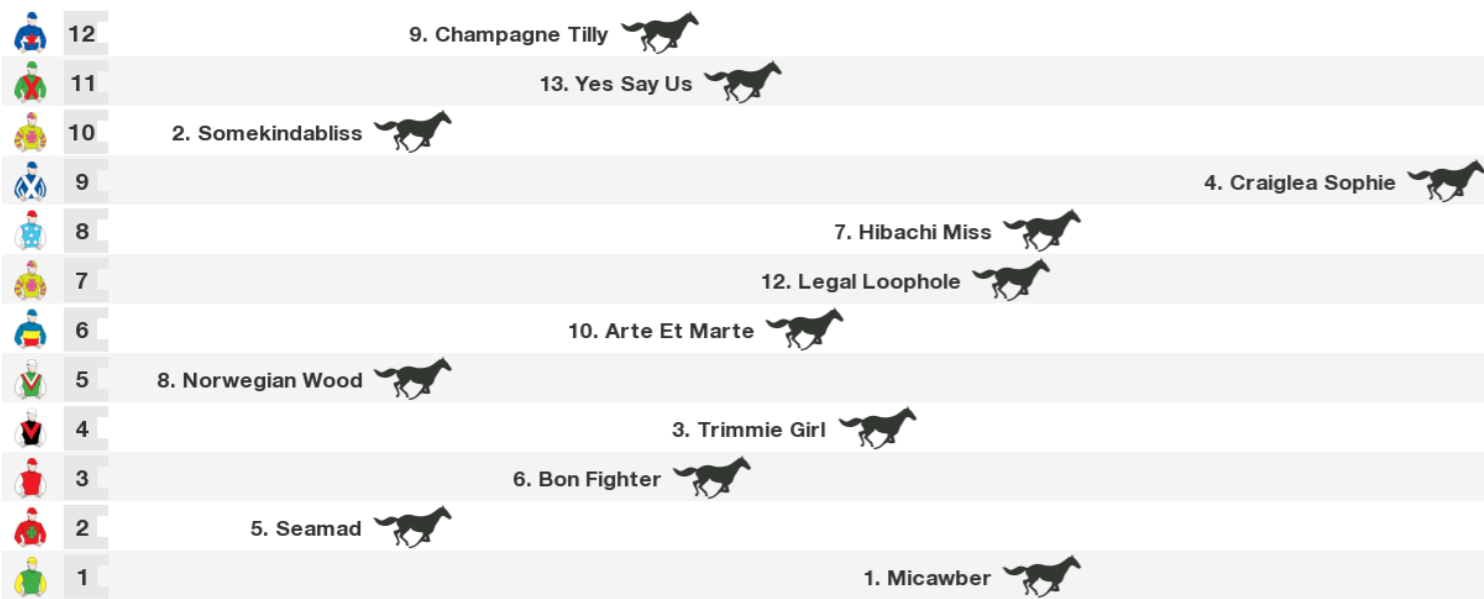 12 9. Champagne Tilly
11 13. Yes Say Us
10 2. Somekindabliss
9 4. Craiglea Sophie
8 7. Hibachi Miss
7 12. Legal Loophole
6 10. Arte Et Marte
5 8. Norwegian Wood
4 3. Trimmie Girl
3 6. Bon Fighter
2 5. Seamad
1 1. Micawber